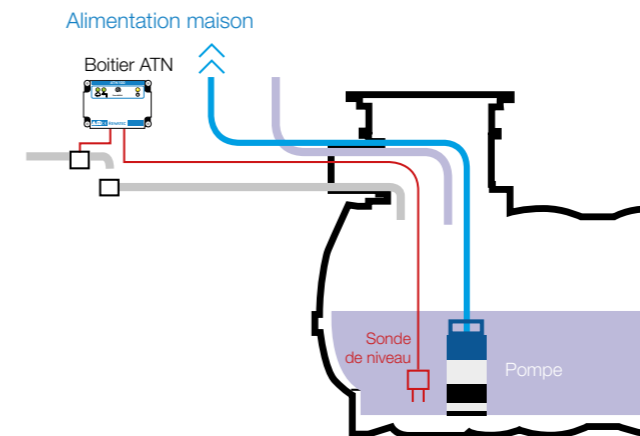 Alimentation maison
Boitier ATN
Sonde
de niveau
Pompe